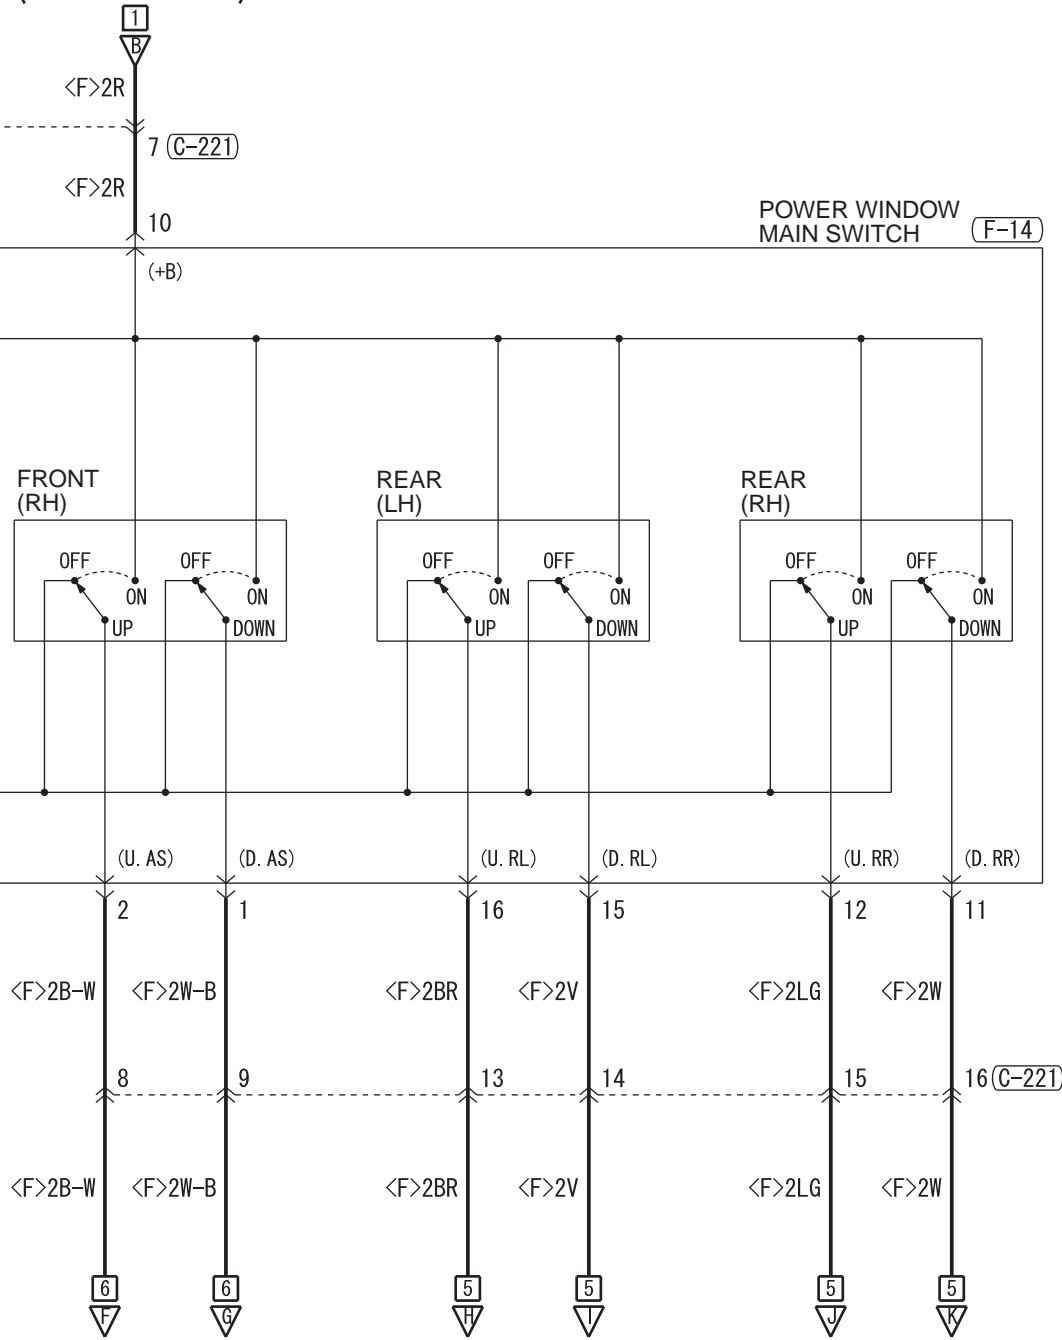 1
B
<F>2R
7 (C-221)
<F>2R
10
POWER WINDOW
MAIN SWITCH
F-14
(+B)
FRONT
(RH)
REAR
(LH)
REAR
(RH)
OFF OFF OFF OFF OFF OFF
ON ON ON ON ON ON
UP DOWN UP DOWN UP DOWN
(U.AS) (D.AS) (U.RL) (D.RL) (U.RR) (D.RR)
2 1 16 15 12 11
<F>2B-W <F>2W-B <F>2BR <F>2V <F>2LG <F>2W
8 9 13 14 15 16 C-221
<F>2B-W <F>2W-B <F>2BR <F>2V <F>2LG <F>2W
6 6 5 5 5 5
F G H I J K